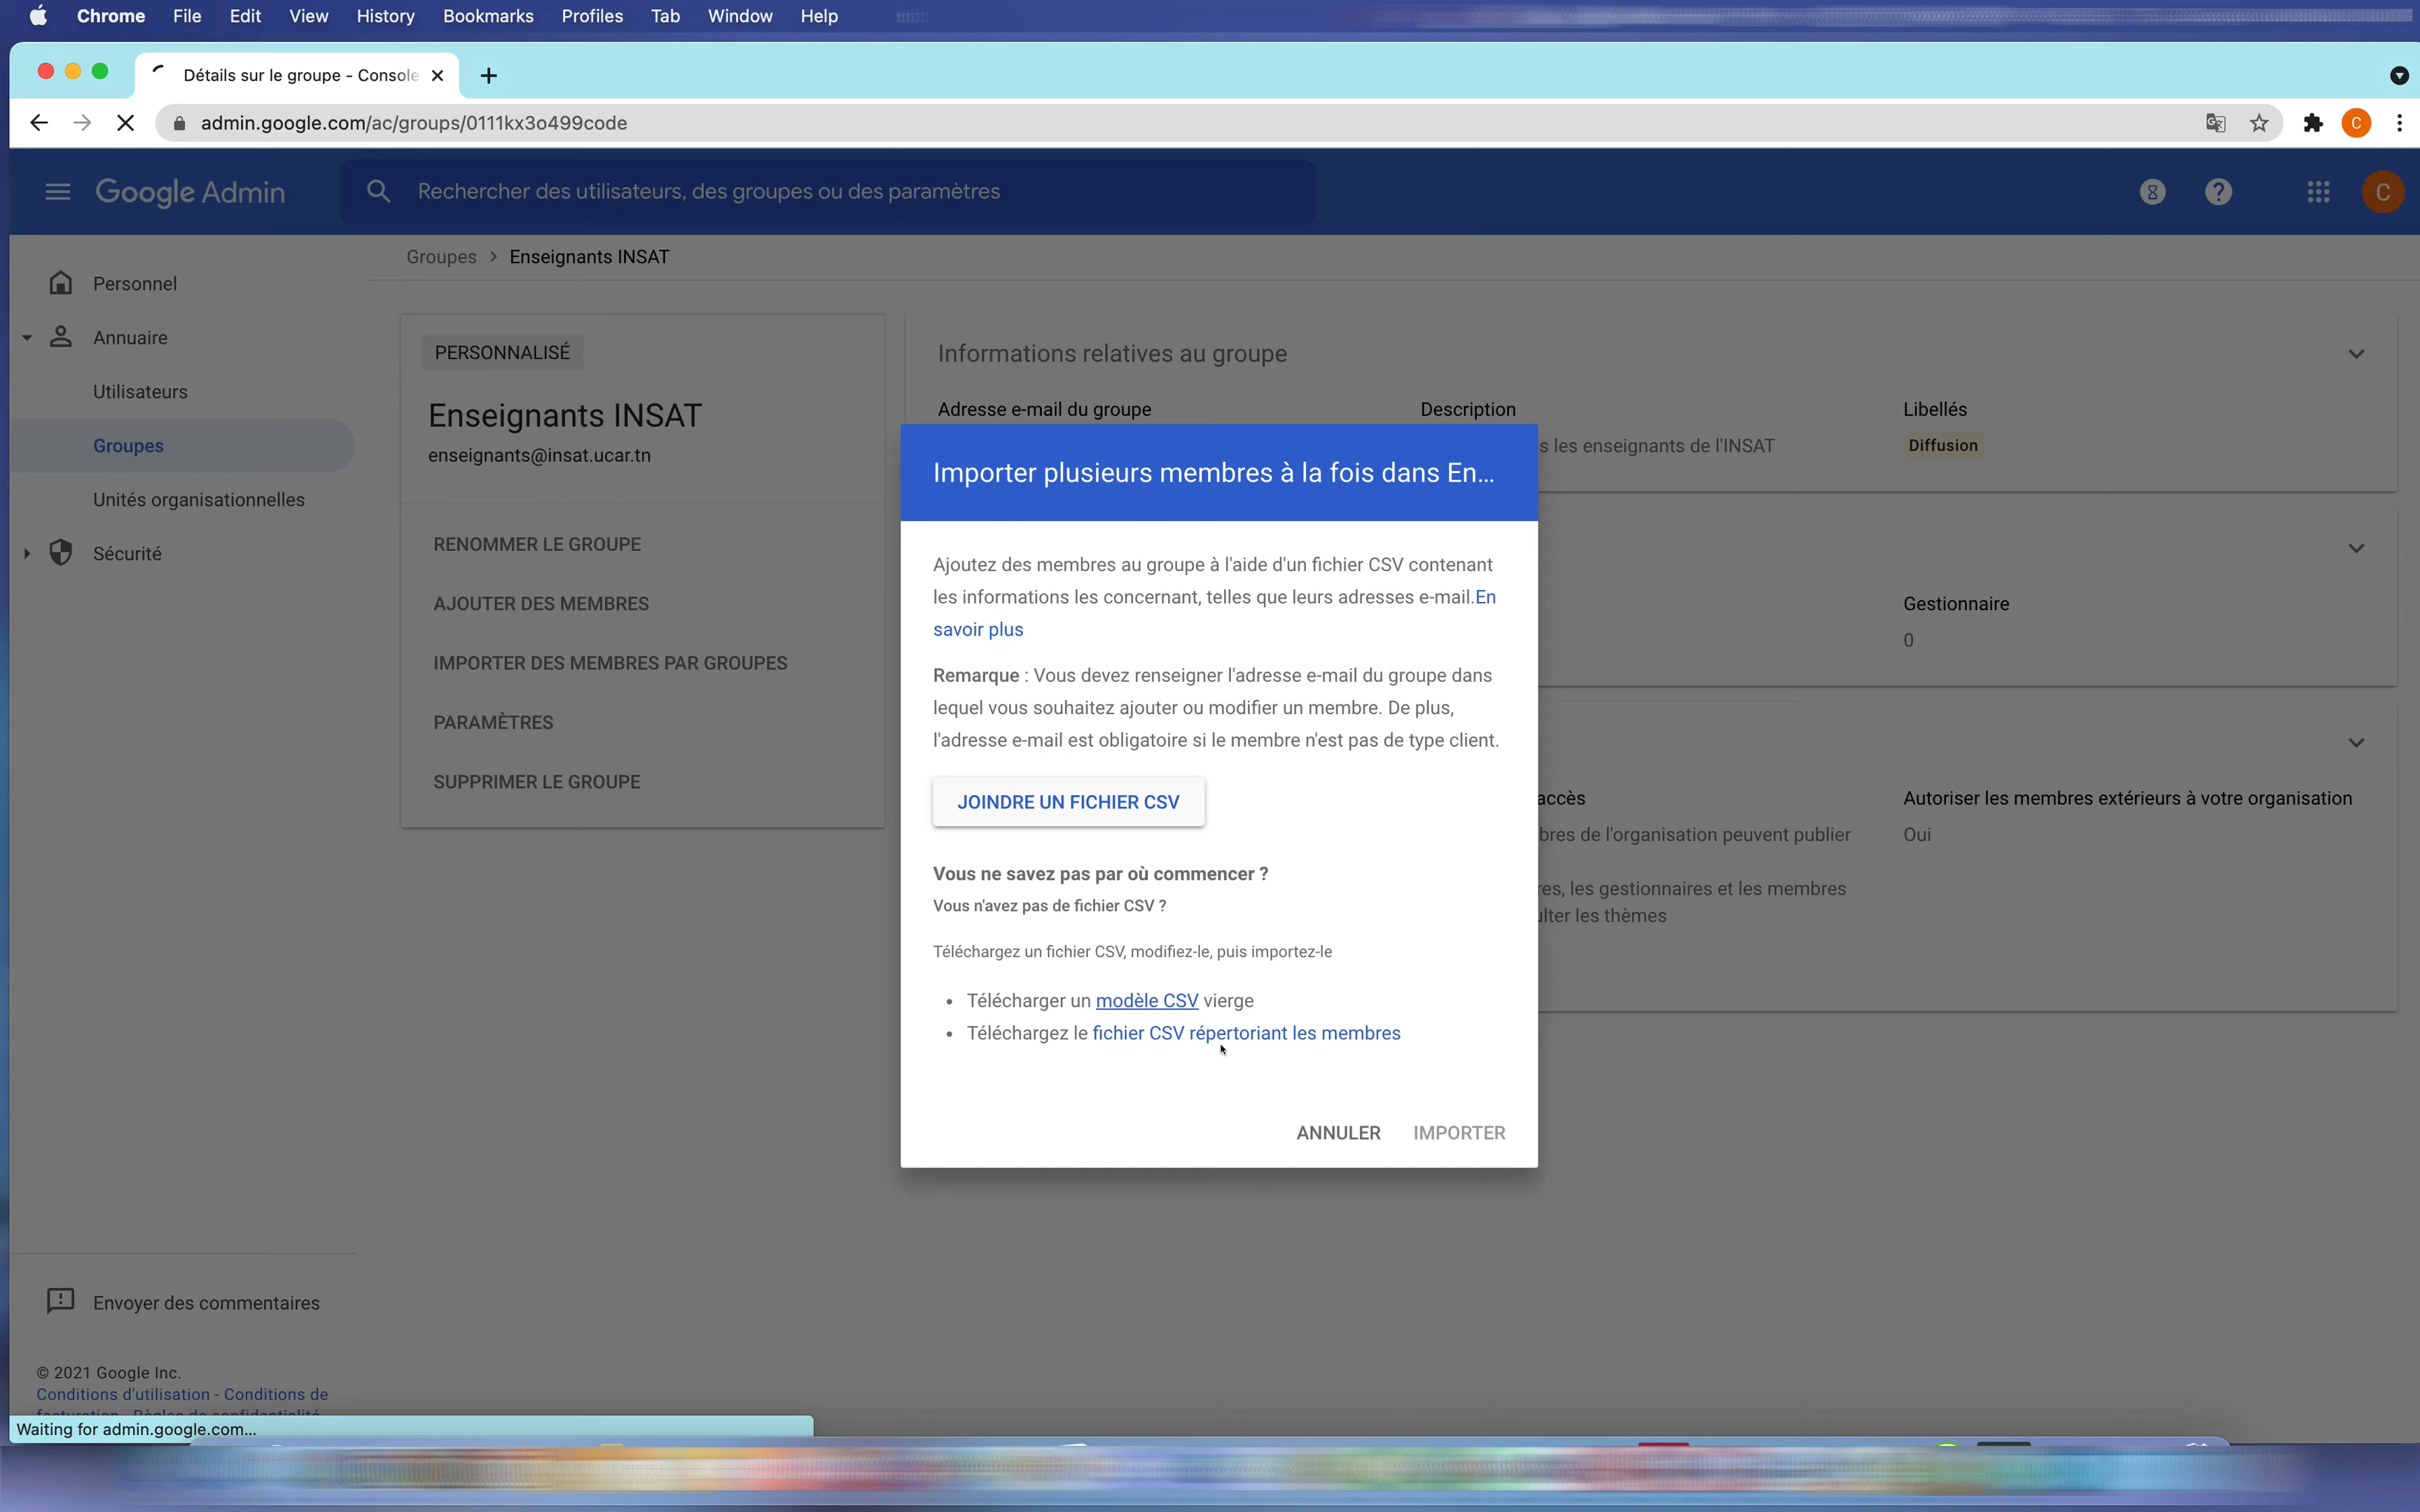 Chrome File Edit View History Bookmarks Profiles Tab Window Help
Détails sur le groupe - Console
admin.google.com/ac/groups/0111kx3o499code
C
Google Admin
Rechercher des utilisateurs, des groupes ou des paramètres
C
Groupes > Enseignants INSAT
Personnel
Annuaire
Utilisateurs
Groupes
Unités organisationnelles
Sécurité
PERSONNALISÉ
Enseignants INSAT
enseignants@insat.ucar.tn
RENOMMER LE GROUPE
AJOUTER DES MEMBRES
IMPORTER DES MEMBRES PAR GROUPES
PARAMÈTRES
SUPPRIMER LE GROUPE
Informations relatives au groupe
Adresse e-mail du groupe
Description
s les enseignants de l'INSAT
Libellés
Diffusion
Gestionnaire
0
accès
bres de l'organisation peuvent publier
res, les gestionnaires et les membres
ulter les thèmes
Autoriser les membres extérieurs à votre organisation
Oui
Importer plusieurs membres à la fois dans En...
Ajoutez des membres au groupe à l'aide d'un fichier CSV contenant
les informations les concernant, telles que leurs adresses e-mail.En
savoir plus
Remarque : Vous devez renseigner l'adresse e-mail du groupe dans
lequel vous souhaitez ajouter ou modifier un membre. De plus,
l'adresse e-mail est obligatoire si le membre n'est pas de type client.
JOINDRE UN FICHIER CSV
Vous ne savez pas par où commencer ?
Vous n'avez pas de fichier CSV ?
Téléchargez un fichier CSV, modifiez-le, puis importez-le
• Télécharger un modèle CSV vierge
• Téléchargez le fichier CSV répertoriant les membres
ANNULER IMPORTER
Envoyer des commentaires
© 2021 Google Inc.
Conditions d'utilisation - Conditions de
facturation - Règles de confidentialité
Waiting for admin.google.com...